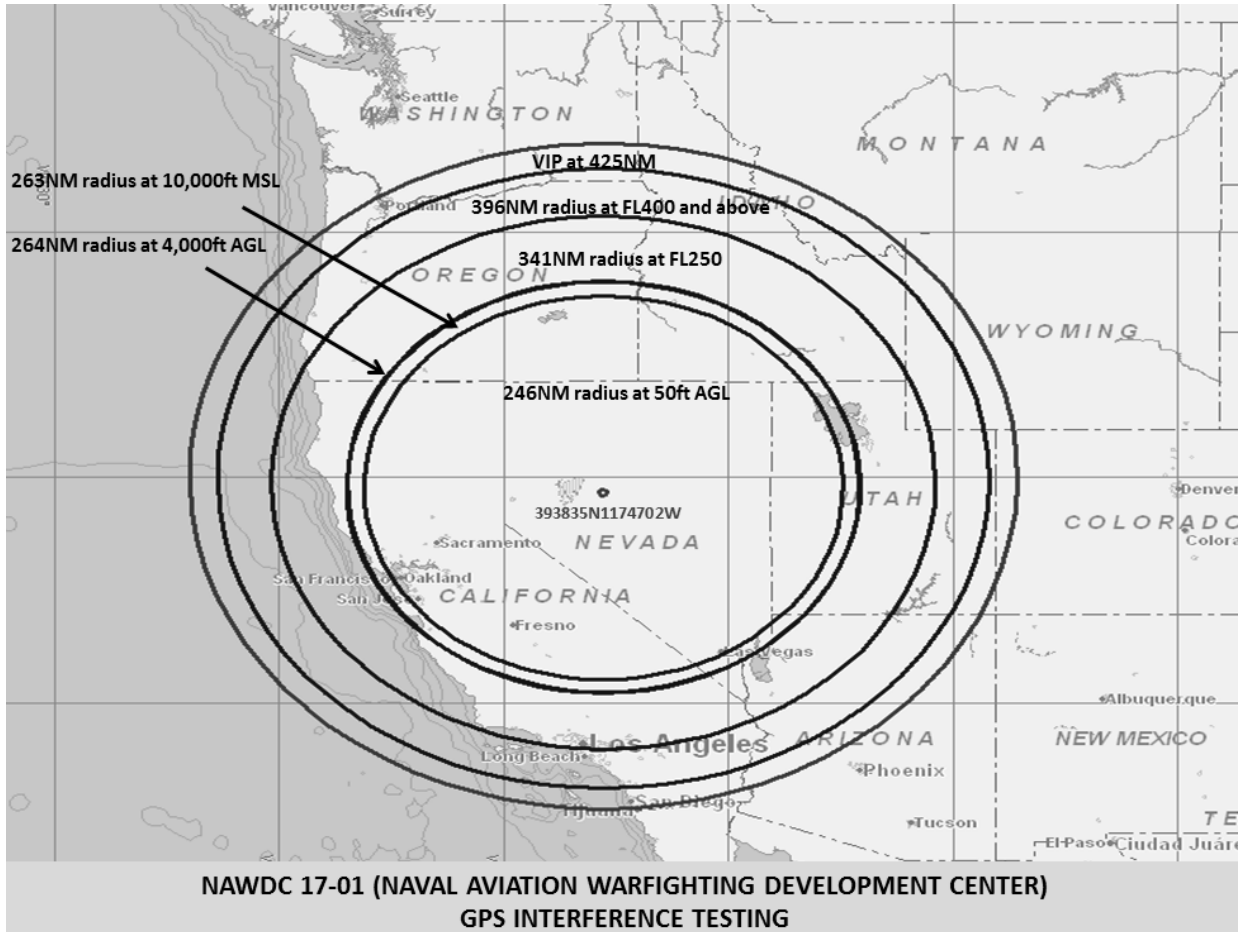 Vancouver
Surrey
Seattle
WASHINGTON
MONTANA
VIP at 425NM
263NM radius at 10,000ft MSL
IDAHO
Portland
396NM radius at FL400 and above
264NM radius at 4,000ft AGL
341NM radius at FL250
OREGON
WYOMING
246NM radius at 50ft AGL
UTAH
Denver
393835N1174702W
COLORADO
Sacramento
NEVADA
Colora
San Francisco
Oakland
San Jose
CALIFORNIA
Fresno
Las Vegas
Albuquerque
Los Angeles
ARIZONA
NEW MEXICO
Long Beach
Phoenix
San Diego
Tijuana
Tucson
TE
El Paso
Ciudad Juár
NAWDC 17-01 (NAVAL AVIATION WARFIGHTING DEVELOPMENT CENTER)
GPS INTERFERENCE TESTING